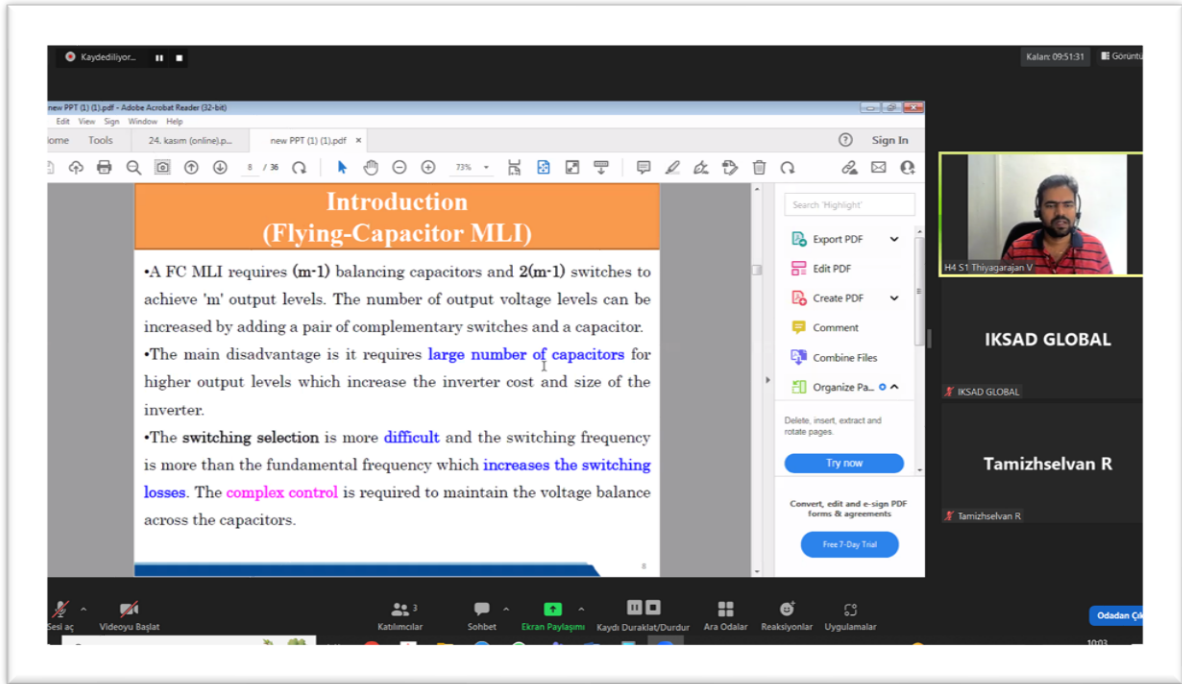 Kaydediliyor...
Kalan: 09:51:31
Görüntü
new PPT (1) (1).pdf - Adobe Acrobat Reader (32-bit)
Edit View Sign Window Help
ome Tools 24. kasım (online).p... new PPT (1) (1).pdf × Sign In
8 / 36 73%
Introduction
(Flying-Capacitor MLI)
•A FC MLI requires (m-1) balancing capacitors and 2(m-1) switches to
achieve 'm' output levels. The number of output voltage levels can be
increased by adding a pair of complementary switches and a capacitor.
•The main disadvantage is it requires large number of capacitors for
higher output levels which increase the inverter cost and size of the
inverter.
•The switching selection is more difficult and the switching frequency
is more than the fundamental frequency which increases the switching
losses. The complex control is required to maintain the voltage balance
across the capacitors.
8
Search 'Highlight'
Export PDF
Edit PDF
Create PDF
Comment
Combine Files
Organize Pa...
Delete, insert, extract and
rotate pages.
Try now
Convert, edit and e-sign PDF
forms & agreements
Free 7-Day Trial
H4 S1 Thiyagarajan V
IKSAD GLOBAL
IKSAD GLOBAL
Tamizhselvan R
Tamizhselvan R
Sesi aç
Videoyu Başlat
3
Katılımcılar
Sohbet
Ekran Paylaşımı
Kaydı Duraklat/Durdur
Ara Odalar
Reaksiyonlar
Uygulamalar
Odadan Çık
10:03